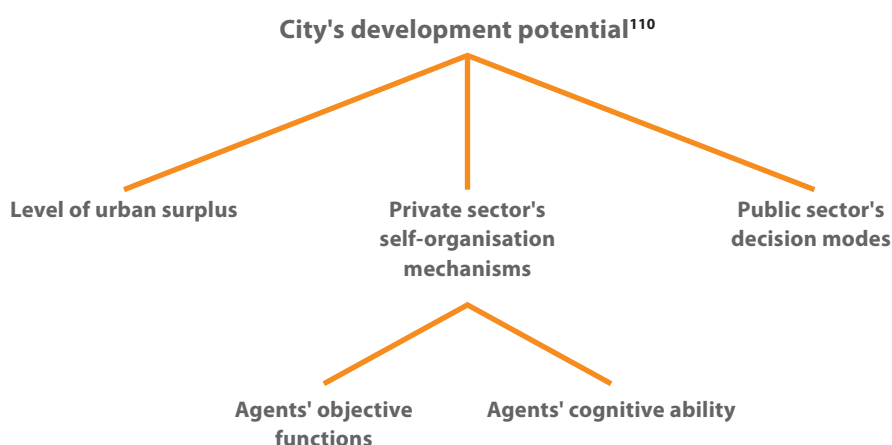 City's development potential110
Level of urban surplus
Private sector's
self-organisation
mechanisms
Public sector's
decision modes
Agents' objective
functions
Agents' cognitive ability